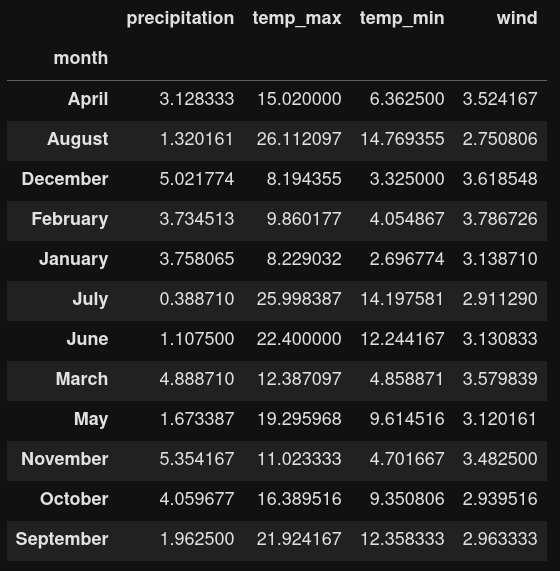 precipitation temp_max temp_min wind
month
April 3.128333 15.020000 6.362500 3.524167
August 1.320161 26.112097 14.769355 2.750806
December 5.021774 8.194355 3.325000 3.618548
February 3.734513 9.860177 4.054867 3.786726
January 3.758065 8.229032 2.696774 3.138710
July 0.388710 25.998387 14.197581 2.911290
June 1.107500 22.400000 12.244167 3.130833
March 4.888710 12.387097 4.858871 3.579839
May 1.673387 19.295968 9.614516 3.120161
November 5.354167 11.023333 4.701667 3.482500
October 4.059677 16.389516 9.350806 2.939516
September 1.962500 21.924167 12.358333 2.963333